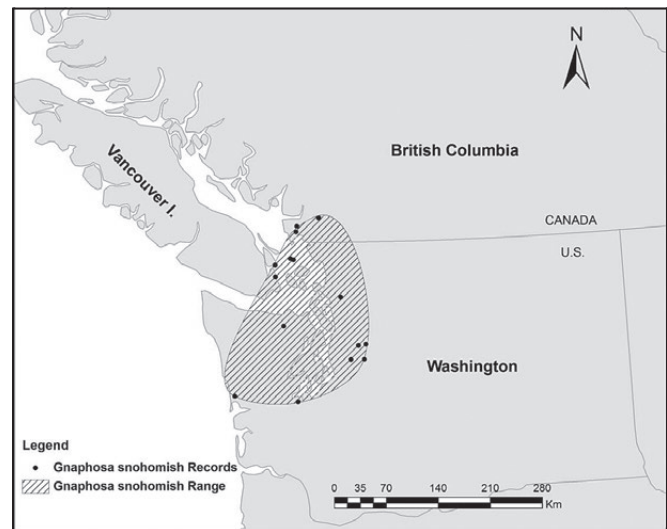 N
British Columbia
Vancouver I.
CANADA
U.S.
Washington
Legend
Gnaphosa snohomish Records
Gnaphosa snohomish Range
0 35 70 140 210 280
Km